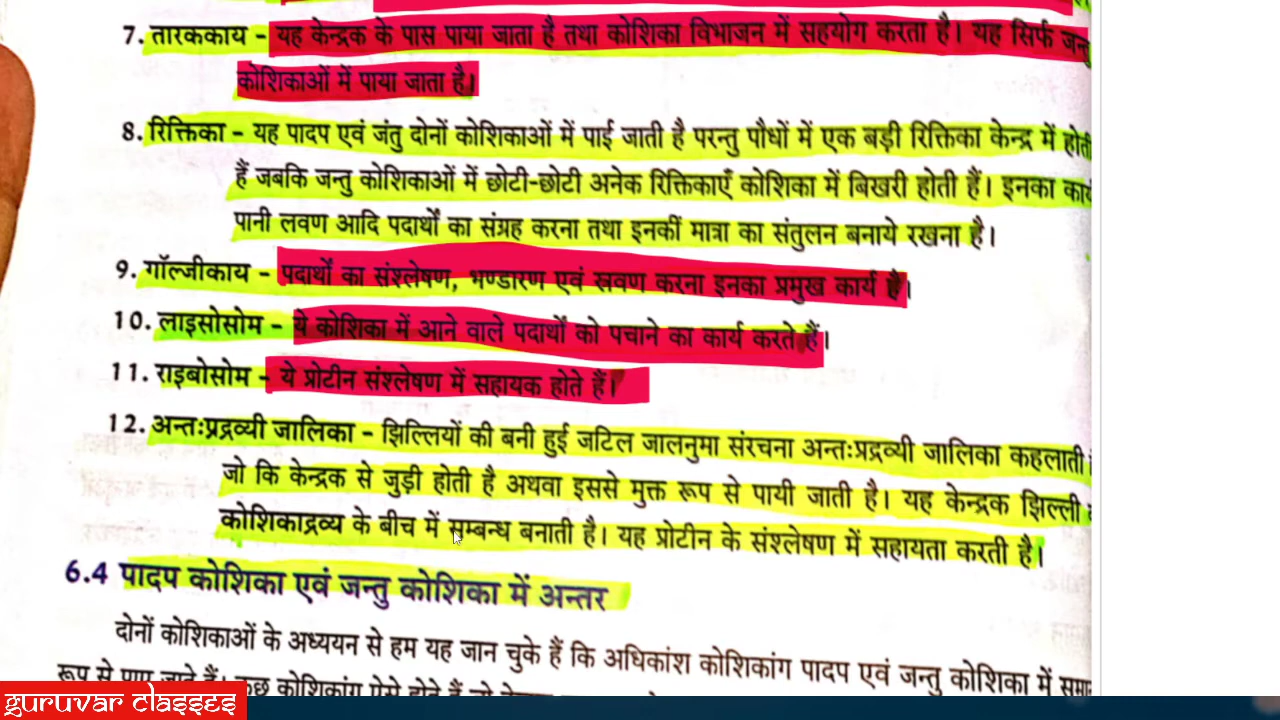 7. तारककाय – यह केन्द्रक के पास पाया जाता है तथा कोशिका विभाजन में सहयोग करता है। यह सिर्फ जन्तु
कोशिकाओं में पाया जाता है।
8. रिक्तिका – यह पादप एवं जंतु दोनों कोशिकाओं में पाई जाती है परन्तु पौधों में एक बड़ी रिक्तिका केन्द्र में होती
हैं जबकि जन्तु कोशिकाओं में छोटी-छोटी अनेक रिक्तिकाएँ कोशिका में बिखरी होती हैं। इनका कार्य
पानी लवण आदि पदार्थों का संग्रह करना तथा इनकीं मात्रा का संतुलन बनाये रखना है।
9. गॉल्जीकाय – पदार्थों का संश्लेषण, भण्डारण एवं स्रवण करना इनका प्रमुख कार्य है।
10. लाइसोसोम – ये कोशिका में आने वाले पदार्थों को पचाने का कार्य करते हैं।
11. राइबोसोम – ये प्रोटीन संश्लेषण में सहायक होते हैं।
12. अन्तःप्रद्रव्यी जालिका – झिल्लियों की बनी हुई जटिल जालनुमा संरचना अन्तःप्रद्रव्यी जालिका कहलाती
जो कि केन्द्रक से जुड़ी होती है अथवा इससे मुक्त रूप से पायी जाती है। यह केन्द्रक झिल्ली
कोशिकाद्रव्य के बीच में सम्बन्ध बनाती है। यह प्रोटीन के संश्लेषण में सहायता करती है।
6.4 पादप कोशिका एवं जन्तु कोशिका में अन्तर
दोनों कोशिकाओं के अध्ययन से हम यह जान चुके हैं कि अधिकांश कोशिकांग पादप एवं जन्तु कोशिका में
रूप से पाए जाते हैं। कुछ कोशिकांग ऐसे होते हैं जो
guruvar classes